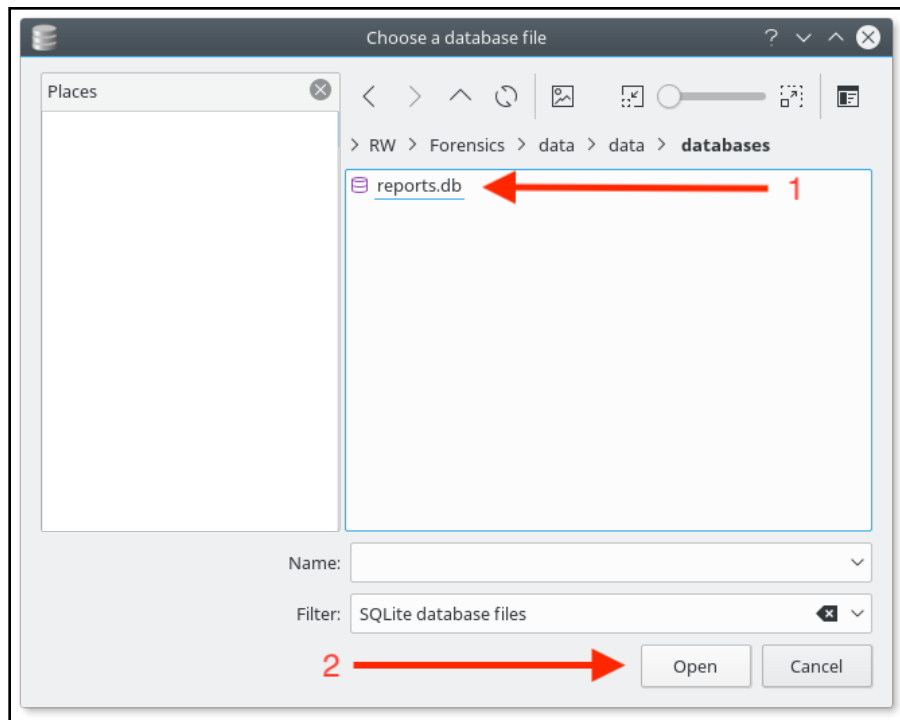 Choose a database file
Places
> RW > Forensics > data > data > databases
reports.db
1
Name:
Filter: SQLite database files
2
Open Cancel